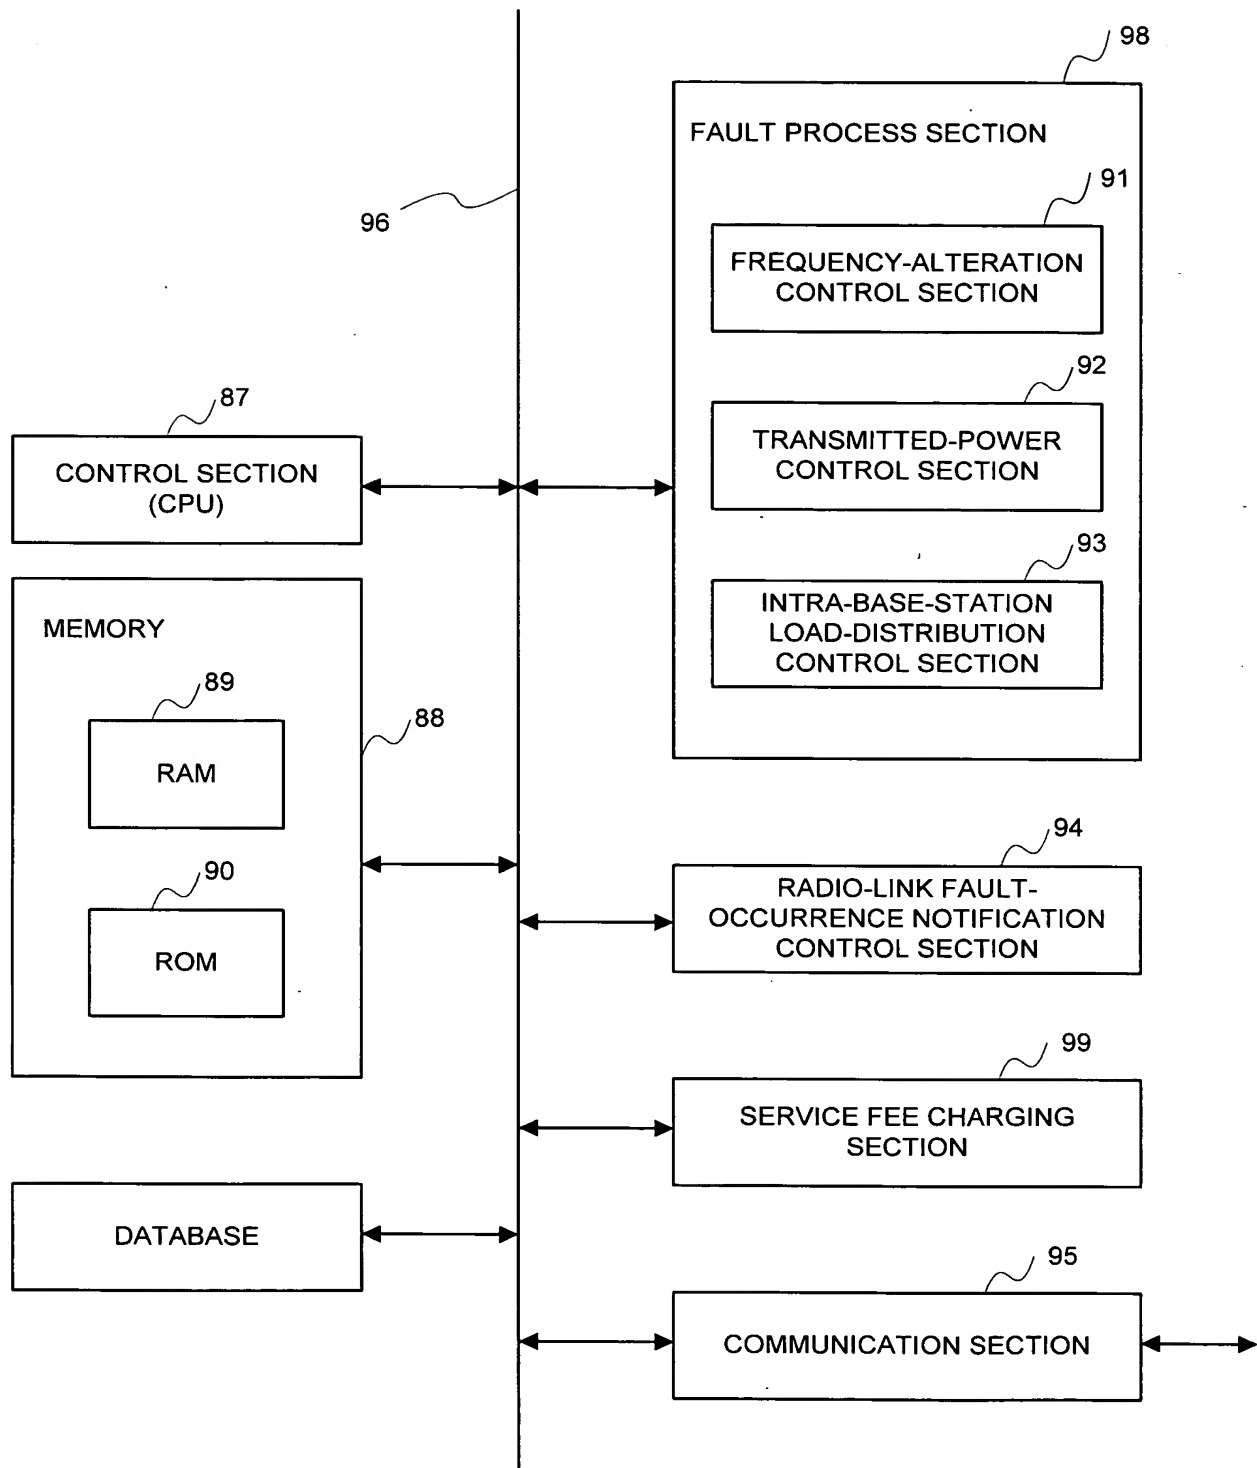 98
FAULT PROCESS SECTION
91
FREQUENCY-ALTERATION
CONTROL SECTION
96
92
TRANSMITTED-POWER
CONTROL SECTION
87
CONTROL SECTION
(CPU)
93
INTRA-BASE-STATION
LOAD-DISTRIBUTION
CONTROL SECTION
MEMORY
89
RAM
88
90
ROM
94
RADIO-LINK FAULT-
OCCURRENCE NOTIFICATION
CONTROL SECTION
99
SERVICE FEE CHARGING
SECTION
DATABASE
95
COMMUNICATION SECTION